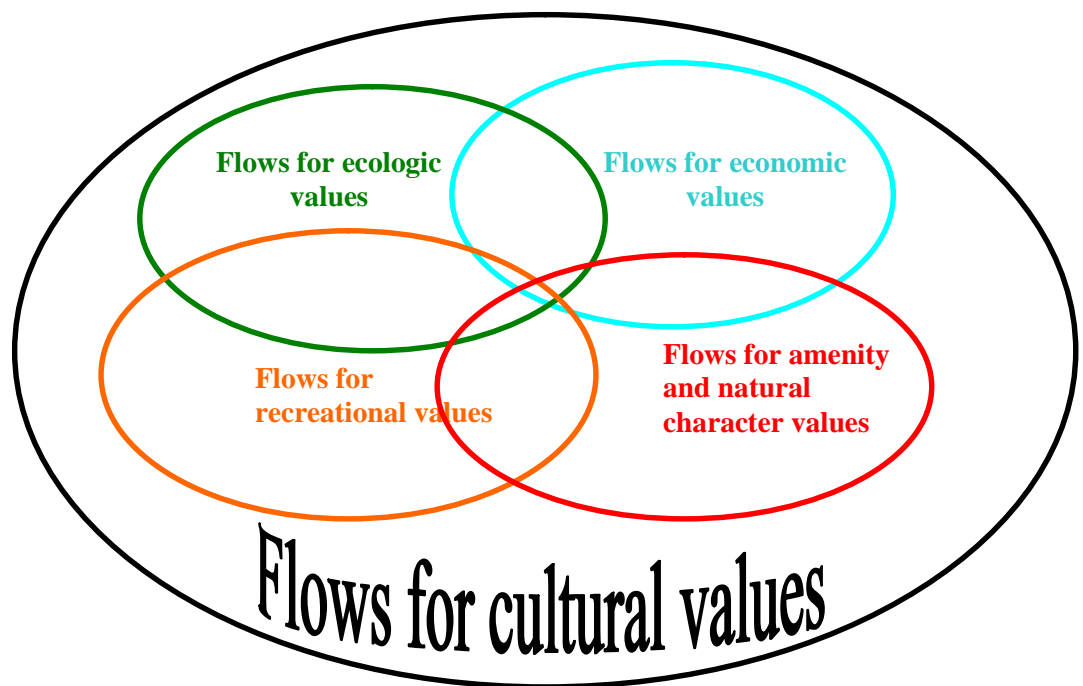 Flows for ecologic
values
Flows for economic
values
Flows for
recreational values
Flows for amenity
and natural
character values
Flows for cultural values